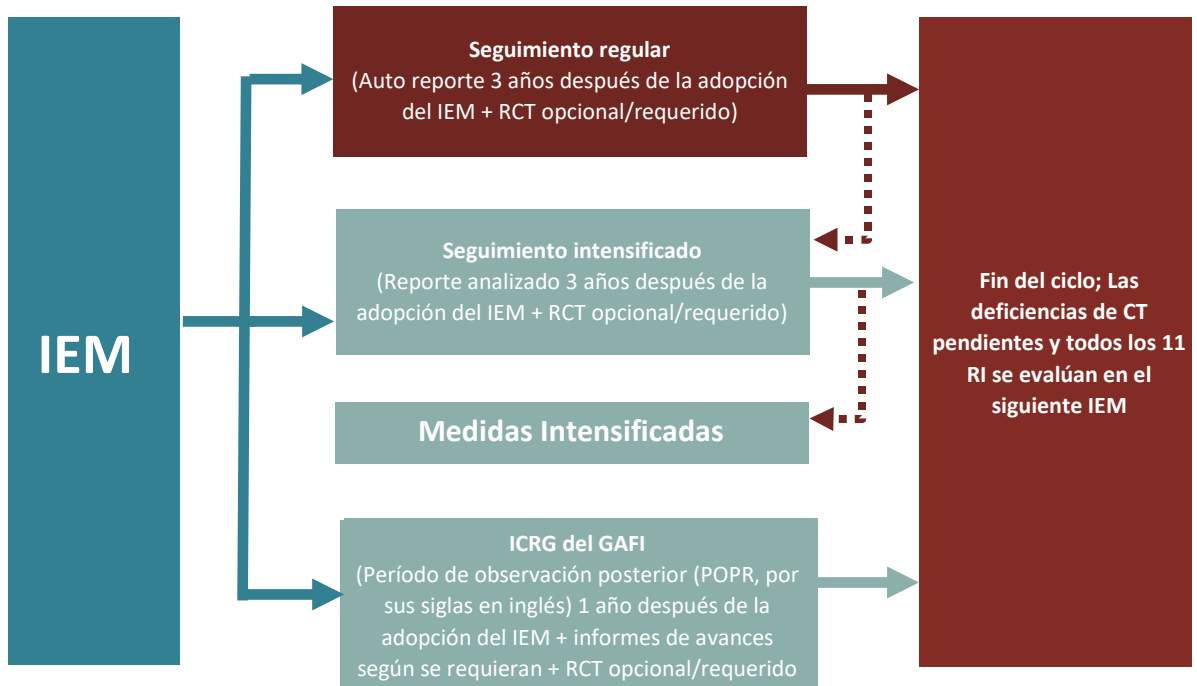 IEM
Seguimiento regular
(Auto reporte 3 años después de la adopción
del IEM + RCT opcional/requerido)
Seguimiento intensificado
(Reporte analizado 3 años después de la
adopción del IEM + RCT opcional/requerido)
Medidas Intensificadas
ICRG del GAFI
(Período de observación posterior (POPR, por
sus siglas en inglés) 1 año después de la
adopción del IEM + informes de avances
según se requieran + RCT opcional/requerido
Fin del ciclo; Las
deficiencias de CT
pendientes y todos los 11
RI se evalúan en el
siguiente IEM